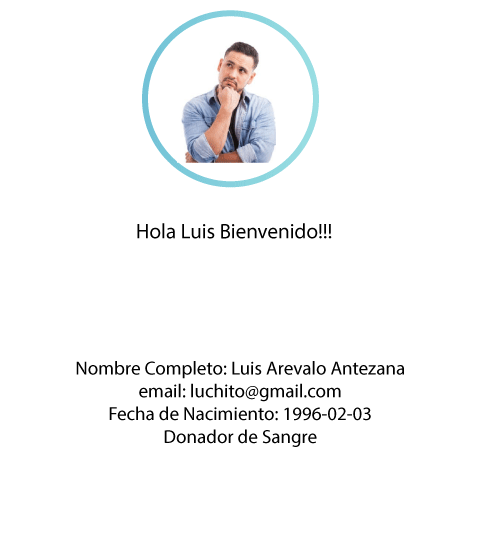 Hola Luis Bienvenido!!!
Nombre Completo: Luis Arevalo Antezana
email: luchito@gmail.com
Fecha de Nacimiento: 1996-02-03
Donador de Sangre